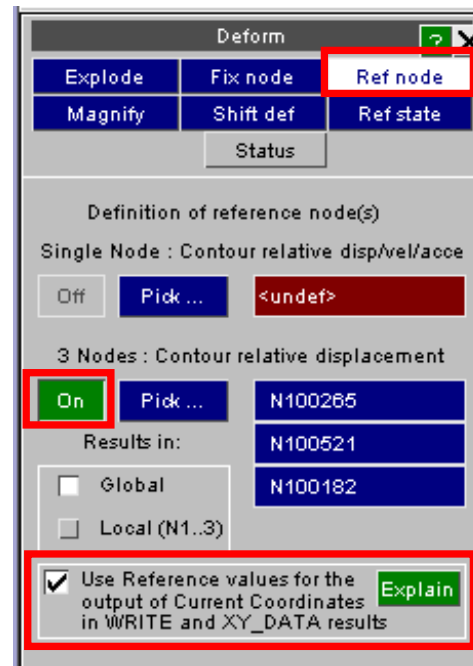 Deform
? X
Explode Fix node Ref node
Magnify Shift def Ref state
Status
Definition of reference node(s)
Single Node : Contour relative disp/vel/acce
Off Pick ... <undef>
3 Nodes : Contour relative displacement
On Pick ... N100265
Results in: N100521
Global N100182
Local (N1..3)
Use Reference values for the
output of Current Coordinates
in WRITE and XY_DATA results
Explain